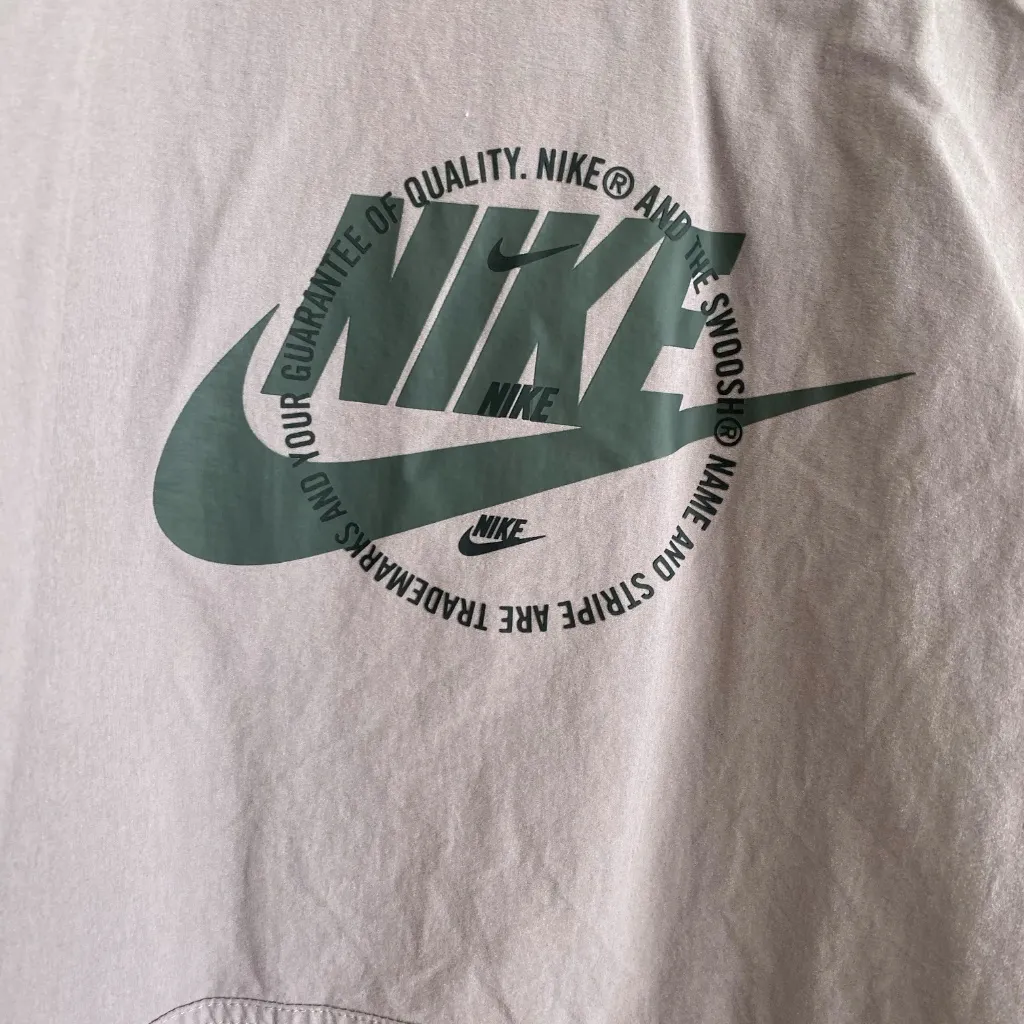 NIKE
NIKE® AND THE SWOOSH® NAME AND STRIPE ARE TRADEMARKS AND YOUR GUARANTEE OF QUALITY.
NIKE
NIKE